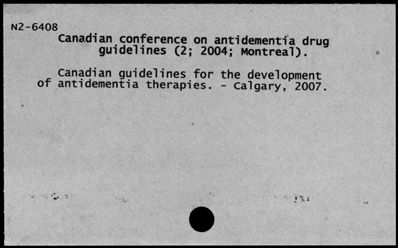 N2-6408
Canadian conference on antidementia drug
guidelines (2; 2004; Montreal).
Canadian guidelines for the development
of antidementia therapies. - Calgary, 2007.